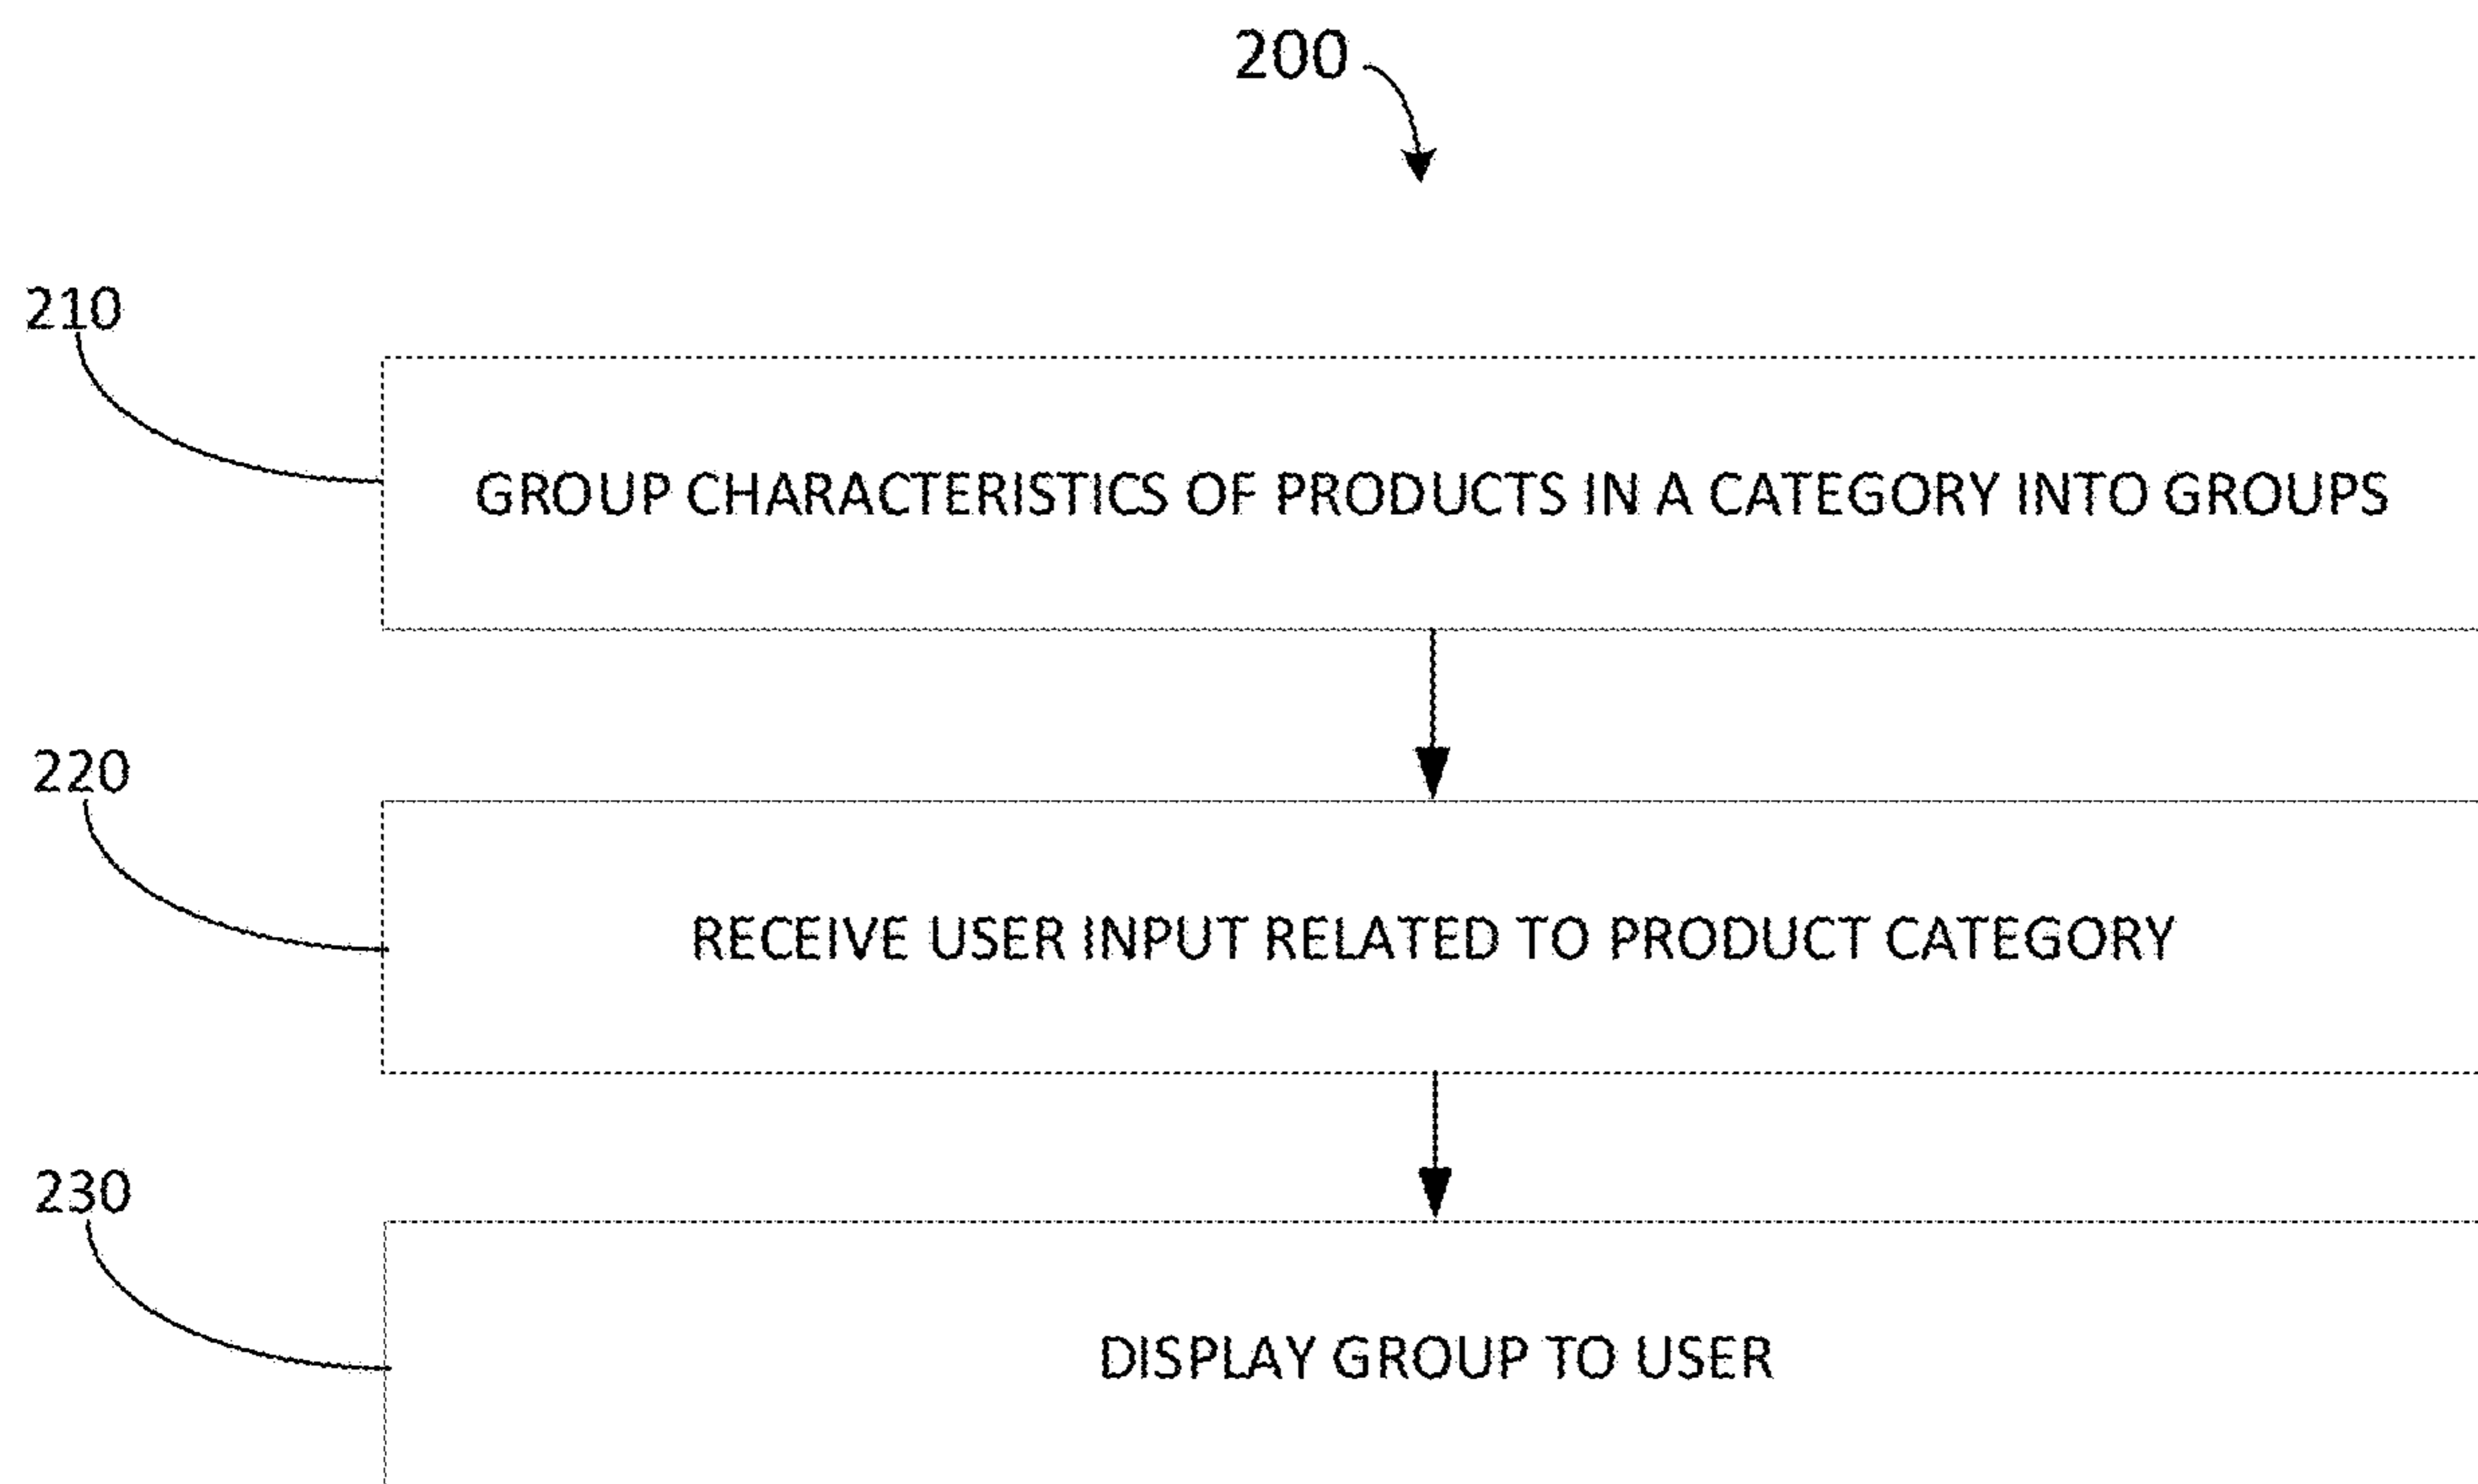 200
210
GROUP CHARACTERISTICS OF PRODUCTS IN A CATEGORY INTO GROUPS
220
RECEIVE USER INPUT RELATED TO PRODUCT CATEGORY
230
DISPLAY GROUP TO USER